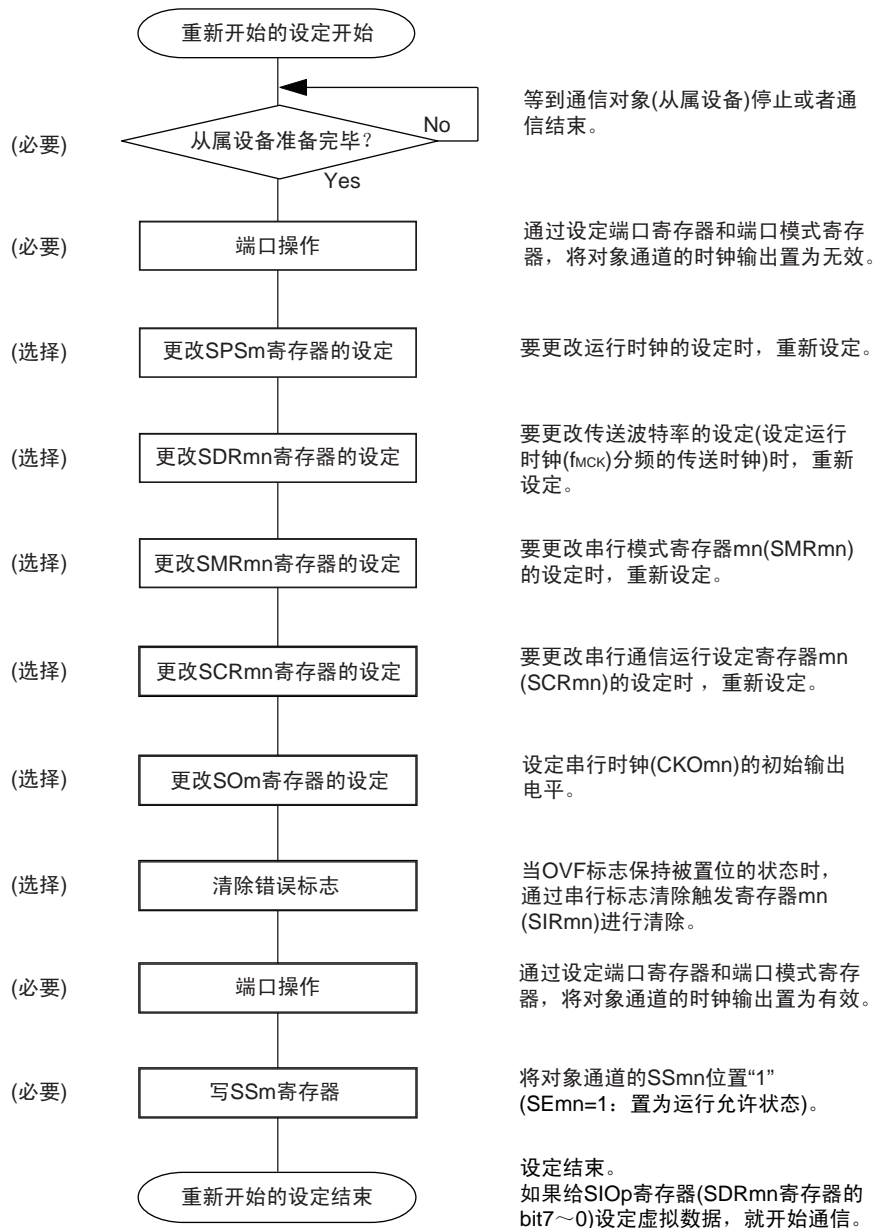 重新开始的设定开始
等到通信对象(从属设备)停止或者通
信结束。
(必要)
从属设备准备完毕？
No
Yes
(必要)
端口操作
通过设定端口寄存器和端口模式寄存
器，将对象通道的时钟输出置为无效。
(选择)
更改SPSm寄存器的设定
要更改运行时钟的设定时，重新设定。
(选择)
更改SDRmn寄存器的设定
要更改传送波特率的设定(设定运行
时钟(fMCK)分频的传送时钟)时，重新
设定。
(选择)
更改SMRmn寄存器的设定
要更改串行模式寄存器mn(SMRmn)
的设定时，重新设定。
(选择)
更改SCRmn寄存器的设定
要更改串行通信运行设定寄存器mn
(SCRmn)的设定时 ，重新设定。
(选择)
更改SOm寄存器的设定
设定串行时钟(CKOmn)的初始输出
电平。
(选择)
清除错误标志
当OVF标志保持被置位的状态时，
通过串行标志清除触发寄存器mn
(SIRmn)进行清除。
(必要)
端口操作
通过设定端口寄存器和端口模式寄存
器，将对象通道的时钟输出置为有效。
(必要)
写SSm寄存器
将对象通道的SSmn位置“1”
(SEmn=1：置为运行允许状态)。
重新开始的设定结束
设定结束。
如果给SIOp寄存器(SDRmn寄存器的
bit7～0)设定虚拟数据，就开始通信。